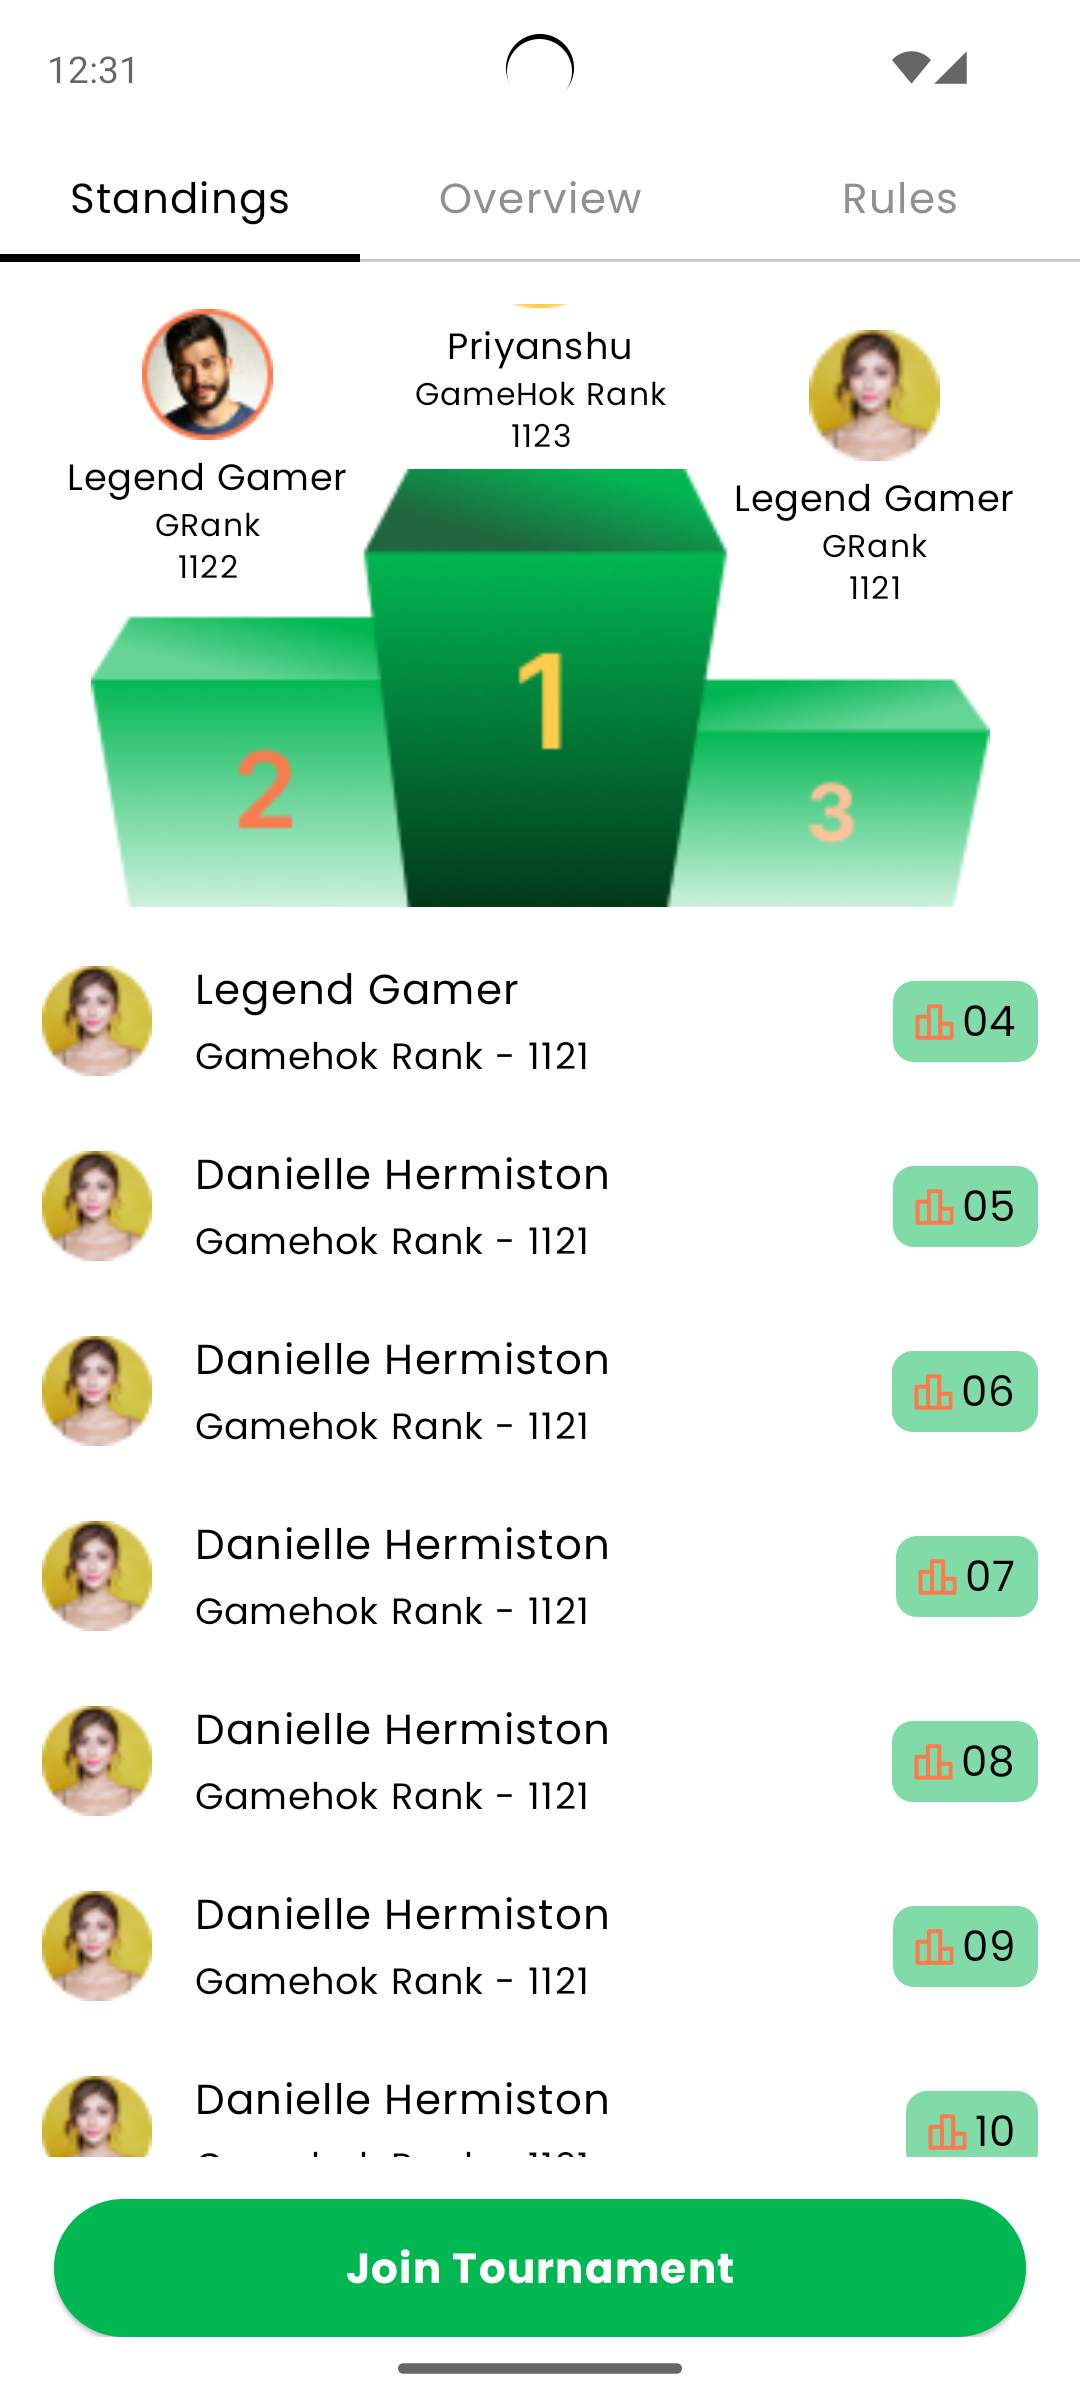 12:31
Standings
Overview
Rules
Priyanshu
GameHok Rank
1123
Legend Gamer
GRank
1122
Legend Gamer
GRank
1121
1
2
3
Legend Gamer
Gamehok Rank - 1121
04
Danielle Hermiston
Gamehok Rank - 1121
05
Danielle Hermiston
Gamehok Rank - 1121
06
Danielle Hermiston
Gamehok Rank - 1121
07
Danielle Hermiston
Gamehok Rank - 1121
08
Danielle Hermiston
Gamehok Rank - 1121
09
Danielle Hermiston
10
Join Tournament